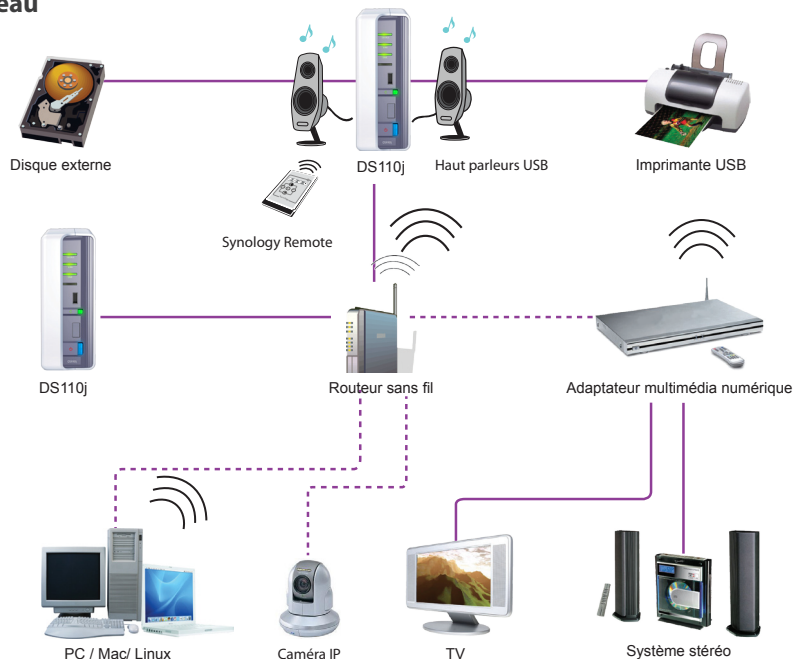 eau
Disque externe
DS110j
Haut parleurs USB
Imprimante USB
Synology Remote
DS110j
Routeur sans fil
Adaptateur multimédia numérique
PC / Mac/ Linux
Caméra IP
TV
Système stéréo